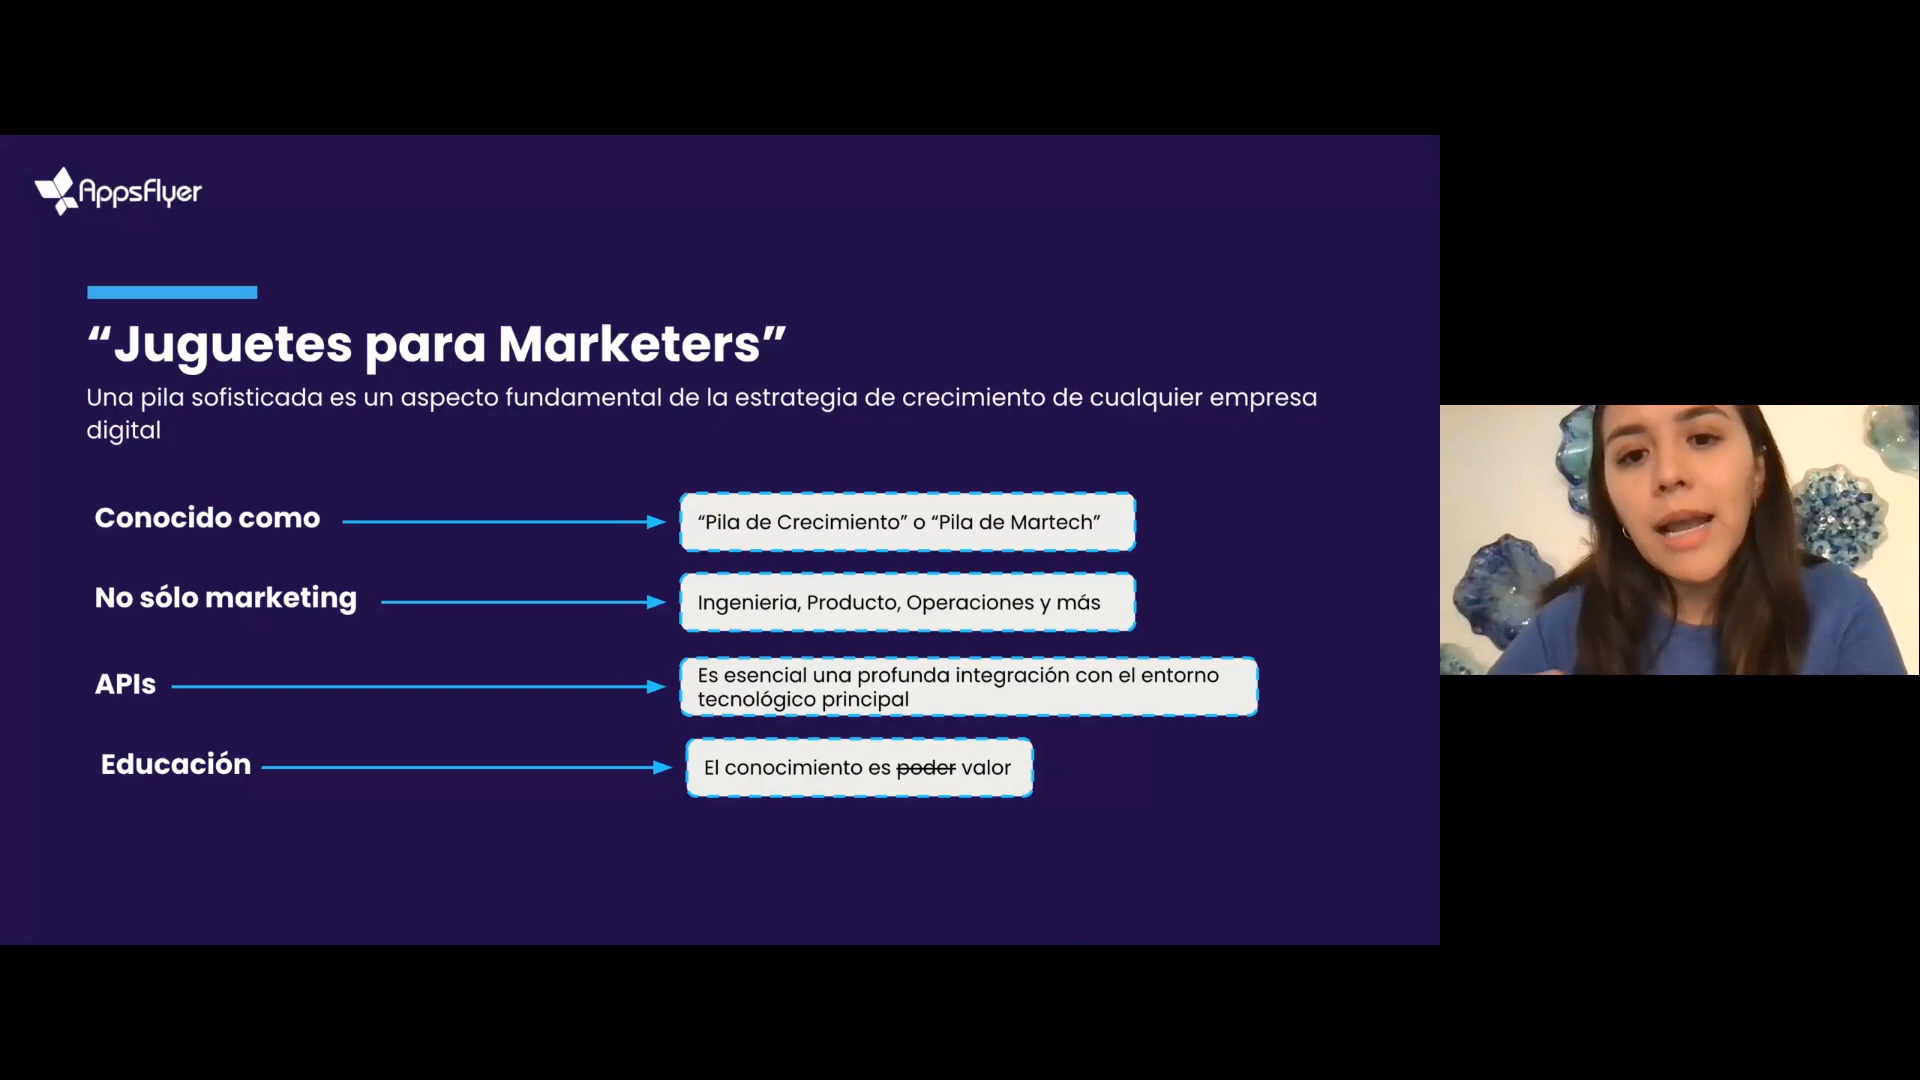 AppsFlyer
“Juguetes para Marketers”
Una pila sofisticada es un aspecto fundamental de la estrategia de crecimiento de cualquier empresa
digital
Conocido como
“Pila de Crecimiento” o “Pila de Martech”
No sólo marketing
Ingenieria, Producto, Operaciones y más
APIs
Es esencial una profunda integración con el entorno
tecnológico principal
Educación
El conocimiento es poder valor